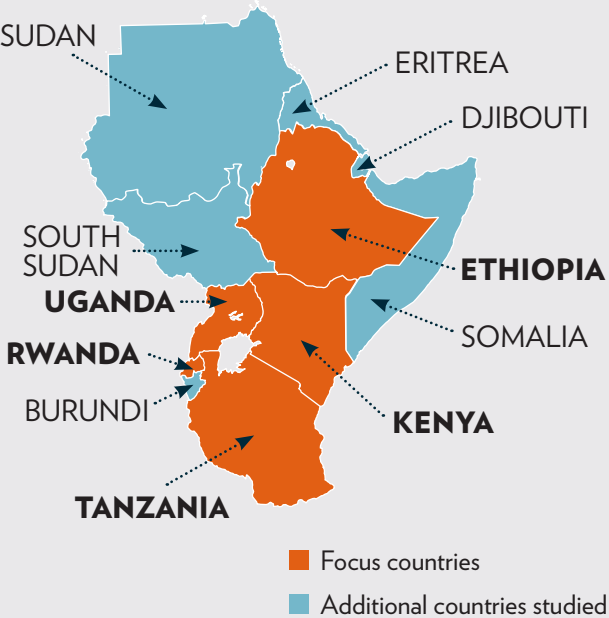 SUDAN
ERITREA
DJIBOUTI
SOUTH
SUDAN
ETHIOPIA
UGANDA
SOMALIA
RWANDA
BURUNDI
KENYA
TANZANIA
Focus countries
Additional countries studied